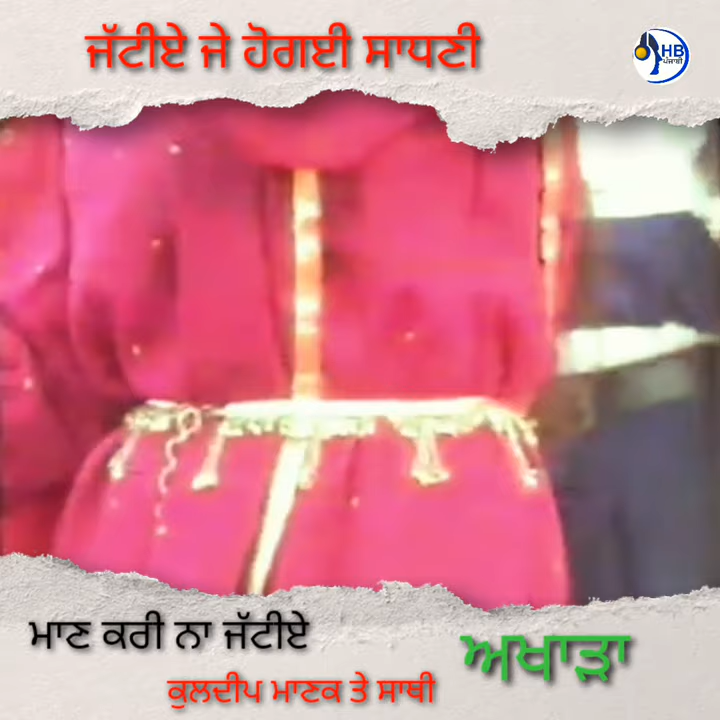 ਜੱਟੀਏ ਜੇ ਹੋਗਈ ਸਾਧਣੀ
HB
ਪੰਜਾਬੀ
ਮਾਣ ਕਰੀ ਨਾ ਜੱਟੀਏ
ਅਖਾੜਾ
ਕੁਲਦੀਪ ਮਾਣਕ ਤੇ ਸਾਥੀ